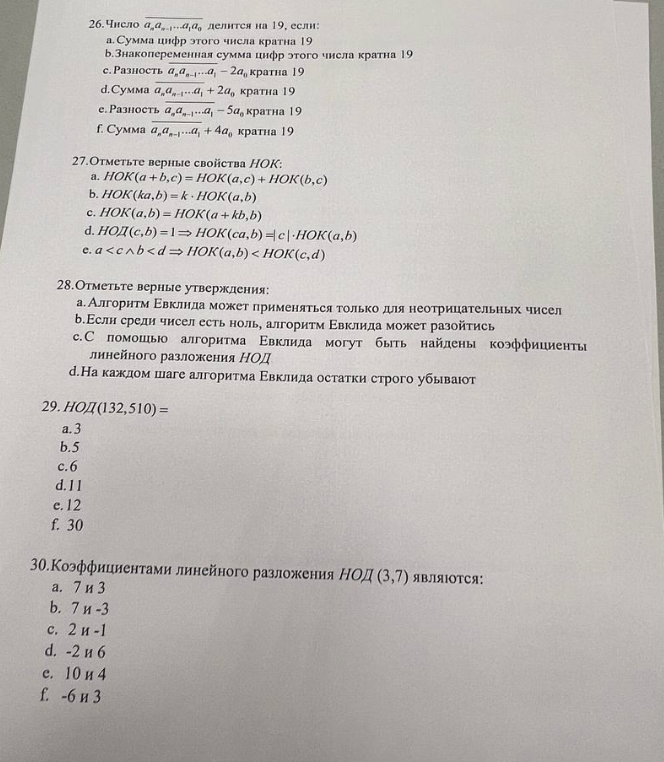 26.Число a_n a_{n-1}...a_1 a_0 делится на 19, если:
a. Сумма цифр этого числа кратна 19
b. Знакопеременная сумма цифр этого числа кратна 19
c. Разность a_n a_{n-1}...a_1 − 2a_0 кратна 19
d. Сумма a_n a_{n-1}...a_1 + 2a_0 кратна 19
e. Разность a_n a_{n-1}...a_1 − 5a_0 кратна 19
f. Сумма a_n a_{n-1}...a_1 + 4a_0 кратна 19
27.Отметьте верные свойства НОК:
a. НОК(a + b,c) = НОК(a,c) + НОК(b,c)
b. НОК(ka,b) = k · НОК(a,b)
c. НОК(a,b) = НОК(a + kb,b)
d. НОД(c,b) = 1 ⇒ НОК(ca,b) =|c|·НОК(a,b)
e. a < c ∧ b < d ⇒ НОК(a,b) < НОК(c,d)
28.Отметьте верные утверждения:
a. Алгоритм Евклида может применяться только для неотрицательных чисел
b.Если среди чисел есть ноль, алгоритм Евклида может разойтись
c. С помощью алгоритма Евклида могут быть найдены коэффициенты
линейного разложения НОД
d.На каждом шаге алгоритма Евклида остатки строго убывают
29. НОД(132,510) =
a. 3
b. 5
c. 6
d. 11
e. 12
f. 30
30.Коэффициентами линейного разложения НОД (3,7) являются:
a. 7 и 3
b. 7 и -3
c. 2 и -1
d. -2 и 6
e. 10 и 4
f. -6 и 3